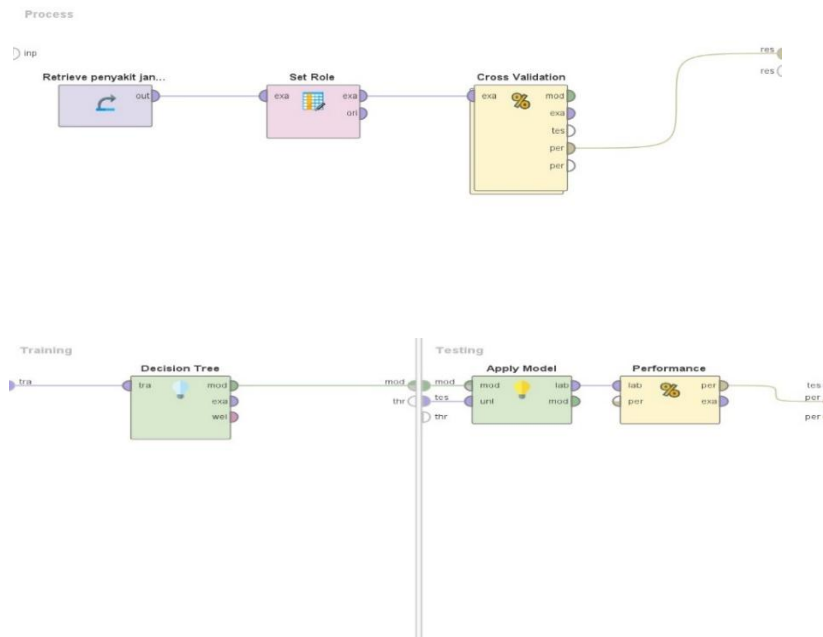 Process
inp
res
res
Retrieve penyakit jan...
out
Set Role
exa
exa
ori
Cross Validation
exa
mod
exa
tes
per
per
Training
tra
Decision Tree
tra
mod
exa
wei
mod
thr
Testing
mod
tes
thr
Apply Model
mod
lab
unl
mod
Performance
lab
per
per
exa
tes
per
per